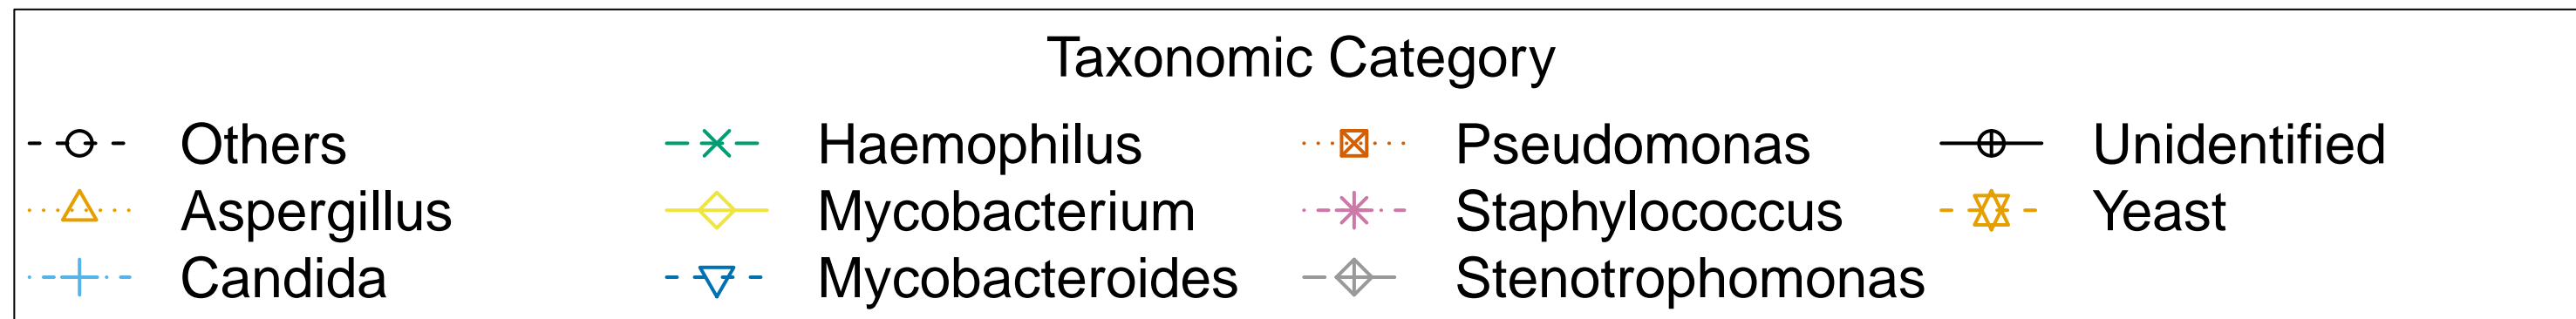 Taxonomic Category
Others Haemophilus Pseudomonas Unidentified
Aspergillus Mycobacterium Staphylococcus Yeast
Candida Mycobacteroides Stenotrophomonas